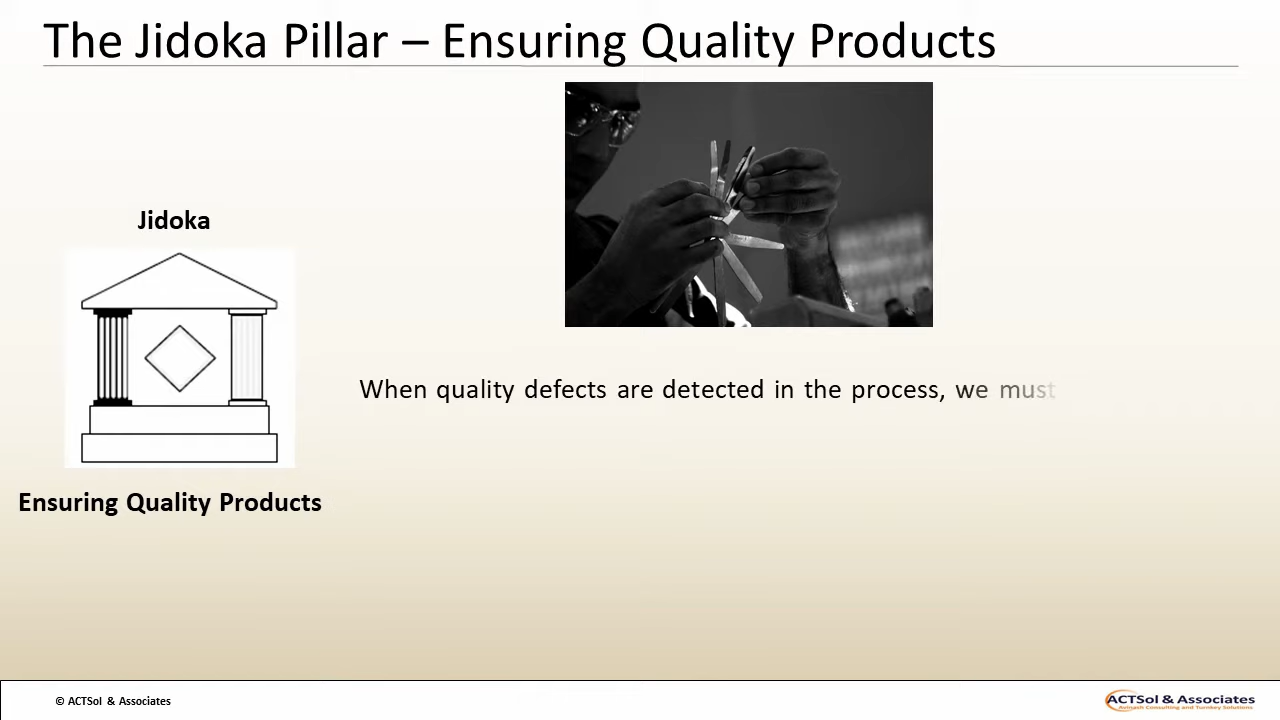 The Jidoka Pillar – Ensuring Quality Products
Jidoka
When quality defects are detected in the process, we must
Ensuring Quality Products
© ACTSol & Associates
ACTSol & Associates